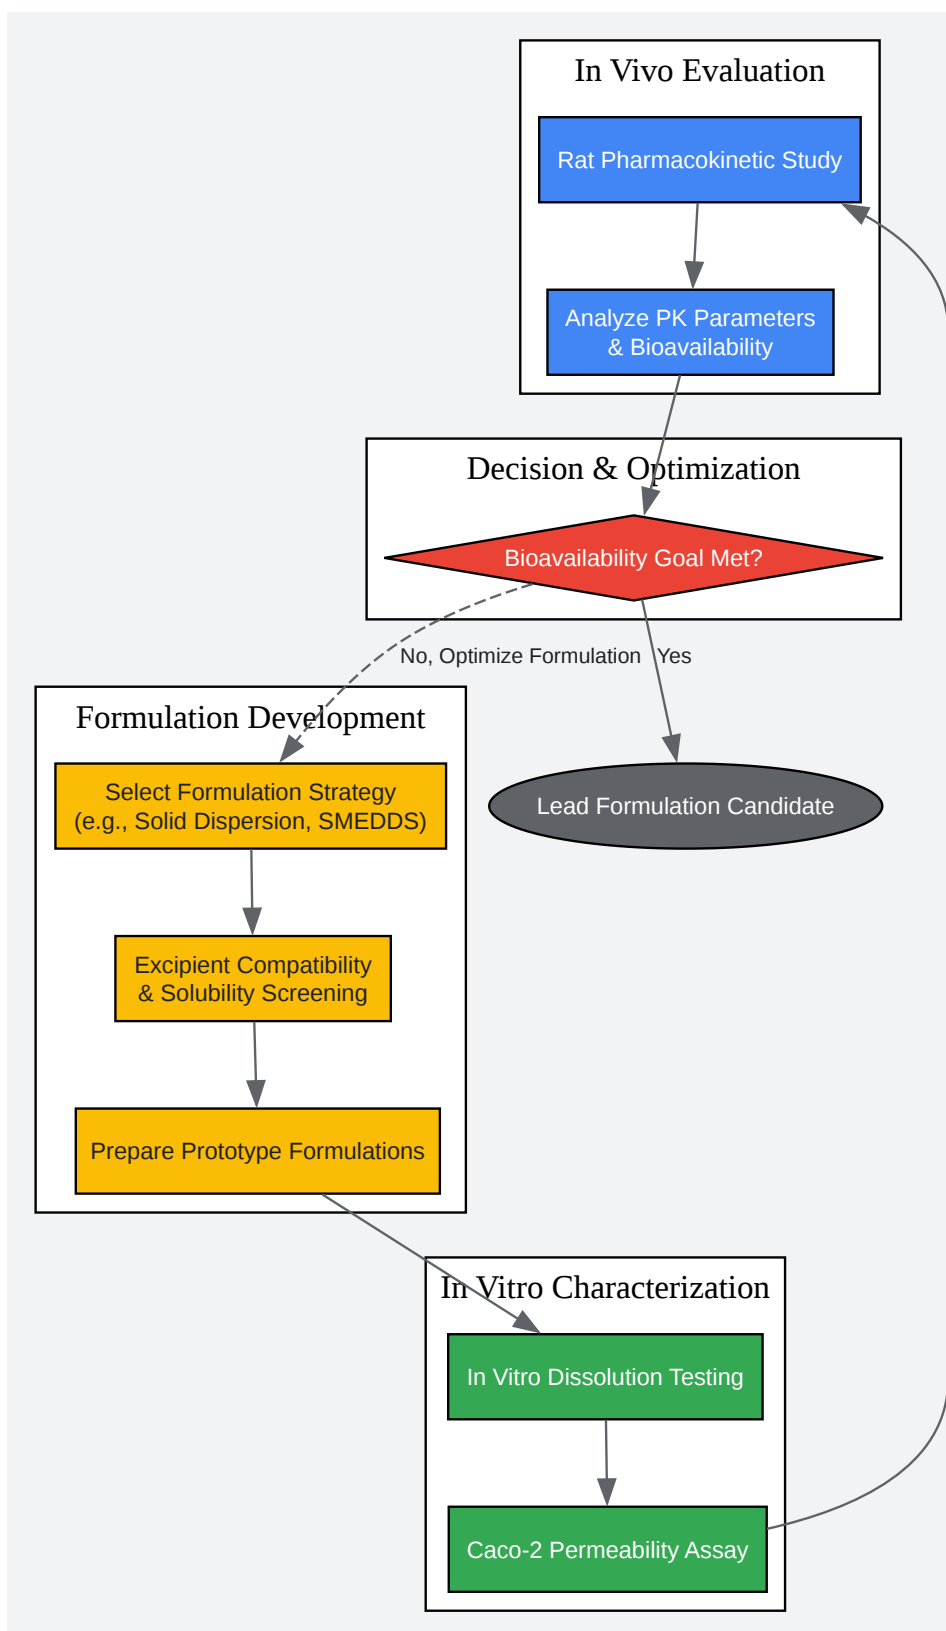 In Vivo Evaluation
Rat Pharmacokinetic Study
Analyze PK Parameters
& Bioavailability
Decision & Optimization
Bioavailability Goal Met?
No, Optimize Formulation
Yes
Formulation Development
Select Formulation Strategy
(e.g., Solid Dispersion, SMEDDS)
Lead Formulation Candidate
Excipient Compatibility
& Solubility Screening
Prepare Prototype Formulations
In Vitro Characterization
In Vitro Dissolution Testing
Caco-2 Permeability Assay